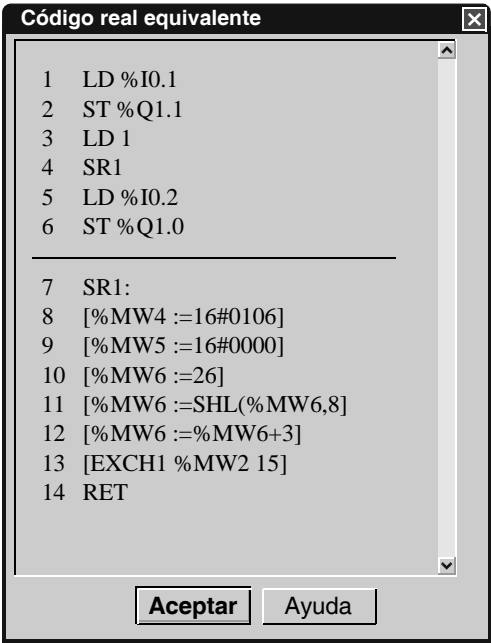 Código real equivalente
1 LD %I0.1
2 ST %Q1.1
3 LD 1
4 SR1
5 LD %I0.2
6 ST %Q1.0
7 SR1:
8 [%MW4 :=16#0106]
9 [%MW5 :=16#0000]
10 [%MW6 :=26]
11 [%MW6 :=SHL(%MW6,8]
12 [%MW6 :=%MW6+3]
13 [EXCH1 %MW2 15]
14 RET
Aceptar Ayuda